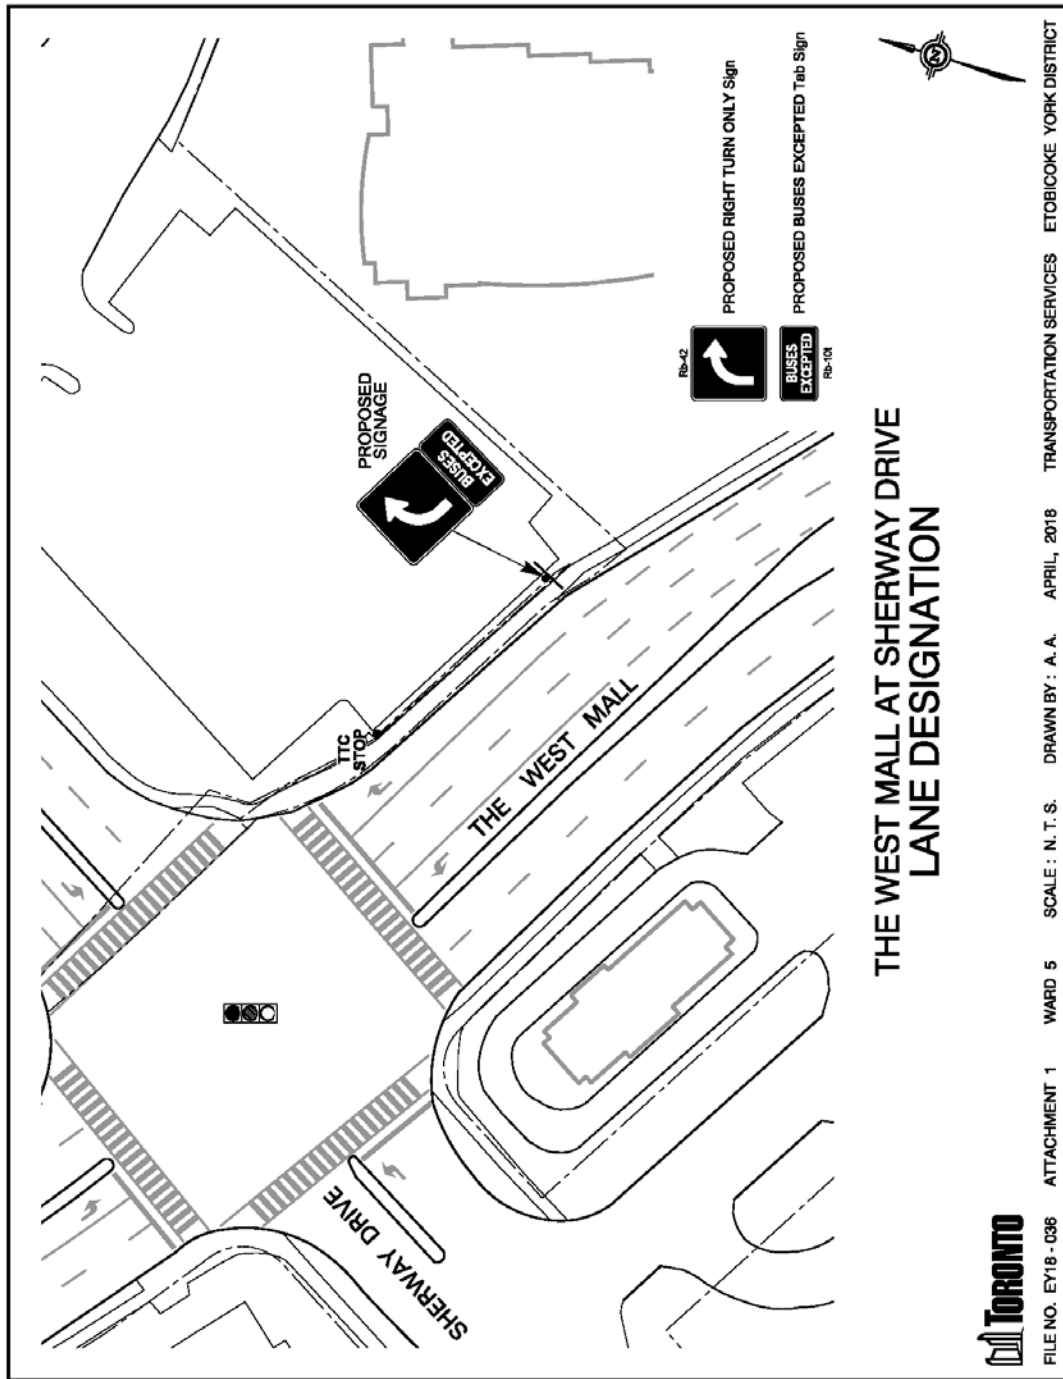 TTC
STOP
PROPOSED
SIGNAGE
BUSES
EXCEPTED
THE WEST MALL
SHERWAY DRIVE
Rb-42
PROPOSED RIGHT TURN ONLY Sign
BUSES
EXCEPTED
Rb-10t
PROPOSED BUSES EXCEPTED Tab Sign
N
THE WEST MALL AT SHERWAY DRIVE
LANE DESIGNATION
TORONTO
FILE NO. EY18 - 036 ATTACHMENT 1 WARD 5 SCALE : N. T. S. DRAWN BY : A. A. APRIL, 2018 TRANSPORTATION SERVICES ETOBICOKE YORK DISTRICT